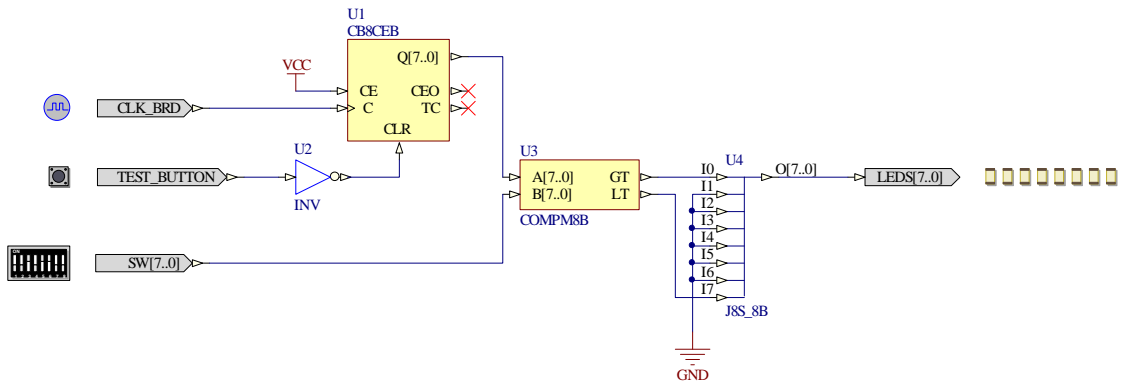 U1
CB8CEB
Q[7..0]
VCC
CE
CEO
CLK_BRD
C
TC
CLR
U2
TEST_BUTTON
INV
U3
A[7..0]
GT
B[7..0]
LT
COMPM8B
I0
U4
O[7..0]
LEDS[7..0]
I1
I2
I3
I4
I5
I6
I7
J8S_8B
ON
SW[7..0]
GND